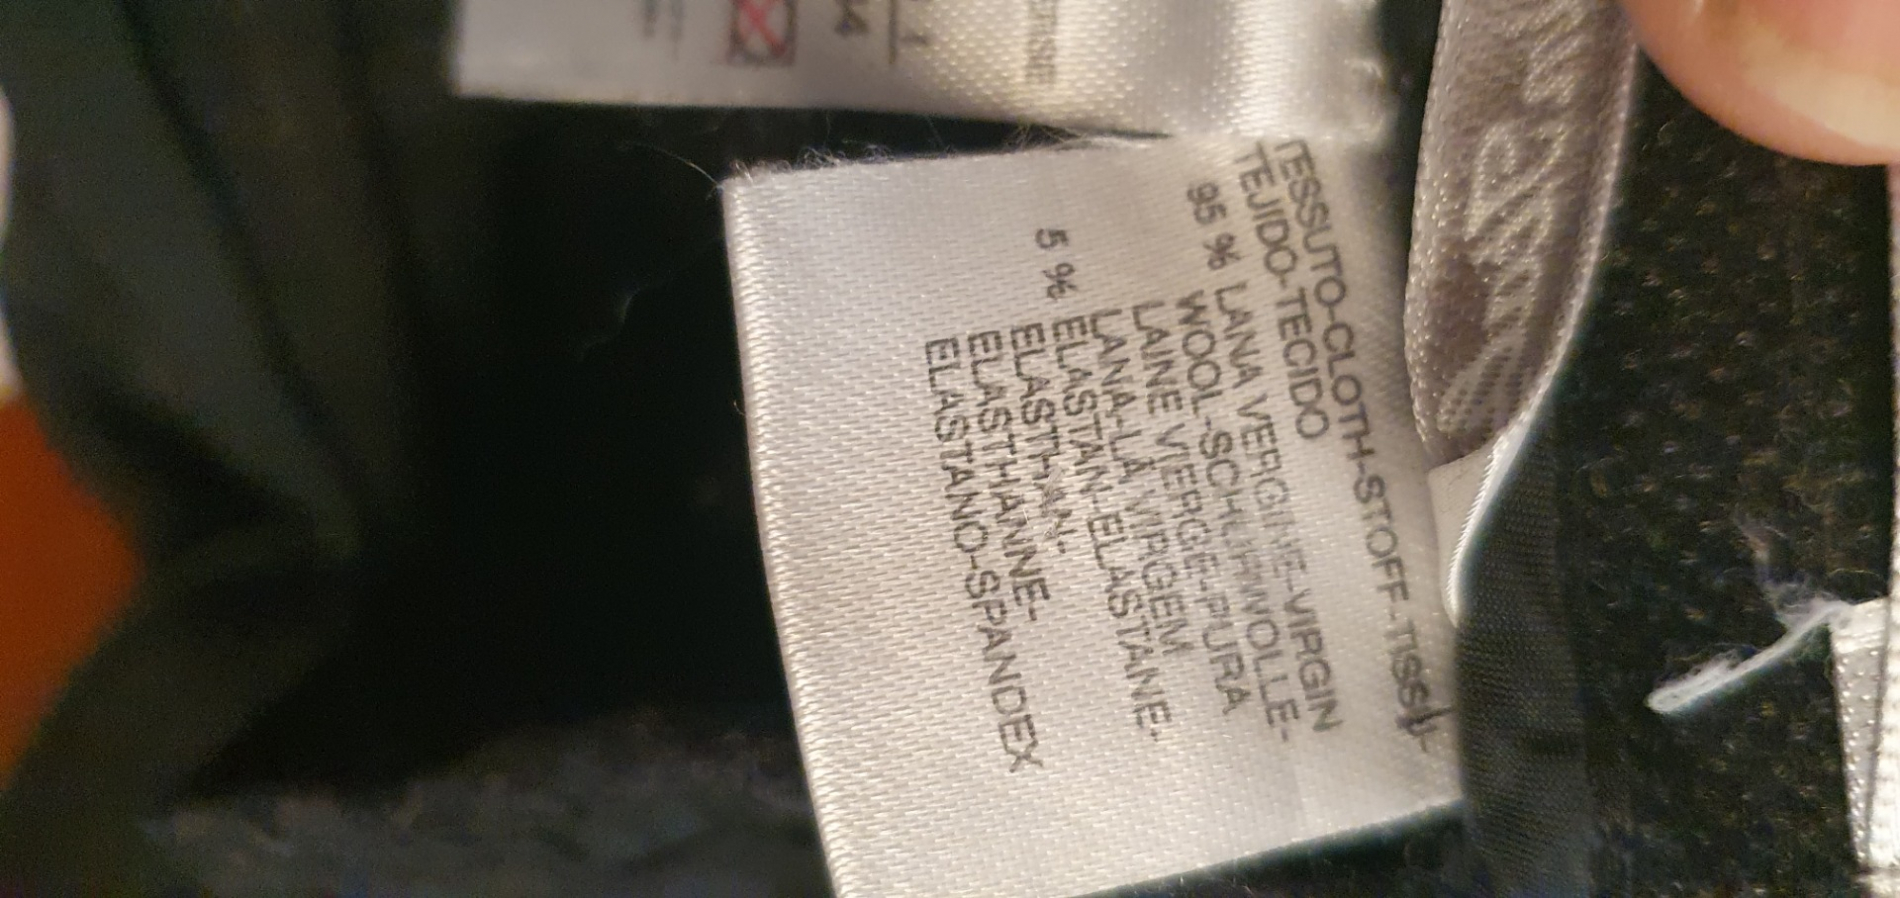 TESSUTO-CLOTH-STOFF-TISSU-
TEJIDO-TECIDO
95 % LANA VERGINE-VIRGIN
WOOL-SCHURWOLLE-
LAINE VIERGE-PURA
LANA-LÃ VIRGEM
5 % ELASTAN-ELASTANE-
ELASTHAN-
ELASTHANNE-
ELASTANO-SPANDEX